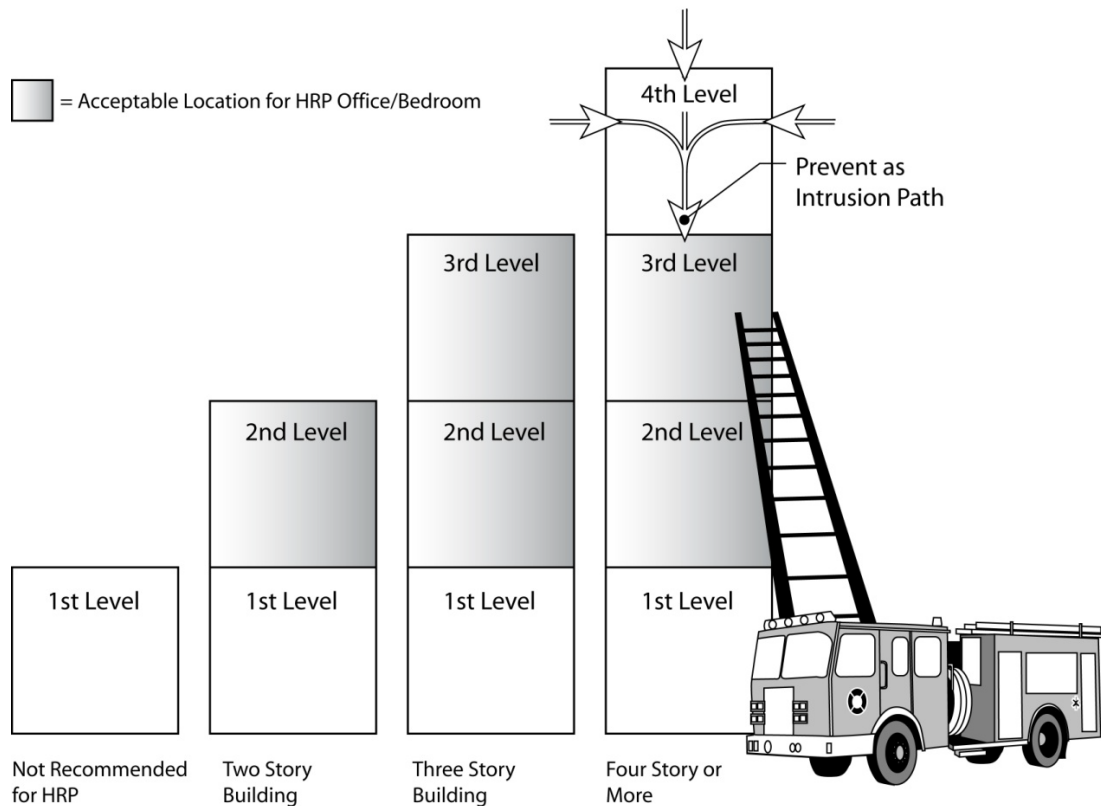 = Acceptable Location for HRP Office/Bedroom
4th Level
Prevent as
Intrusion Path
3rd Level
3rd Level
2nd Level
2nd Level
2nd Level
1st Level
1st Level
1st Level
1st Level
Not Recommended
for HRP
Two Story
Building
Three Story
Building
Four Story or
More